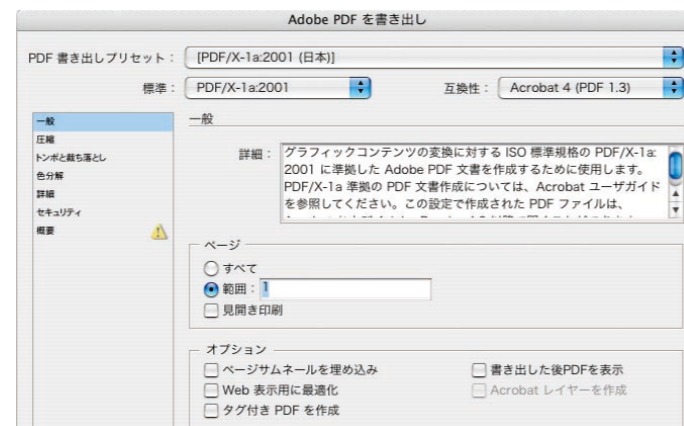 Adobe PDF を書き出し
PDF 書き出しプリセット： [PDF/X-1a:2001 (日本)]
標準： PDF/X-1a:2001 互換性： Acrobat 4 (PDF 1.3)
一般
圧縮
トンボと裁ち落とし
色分解
詳細
セキュリティ
概要
一般
詳細： グラフィックコンテンツの変換に対する ISO 標準規格の PDF/X-1a:
2001 に準拠した Adobe PDF 文書を作成するために使用します。
PDF/X-1a 準拠の PDF 文書作成については、Acrobat ユーザガイド
を参照してください。この設定で作成された PDF ファイルは、
ページ
すべて
範囲： 1
見開き印刷
オプション
ページサムネールを埋め込み 書き出した後PDFを表示
Web 表示用に最適化 Acrobat レイヤーを作成
タグ付き PDF を作成